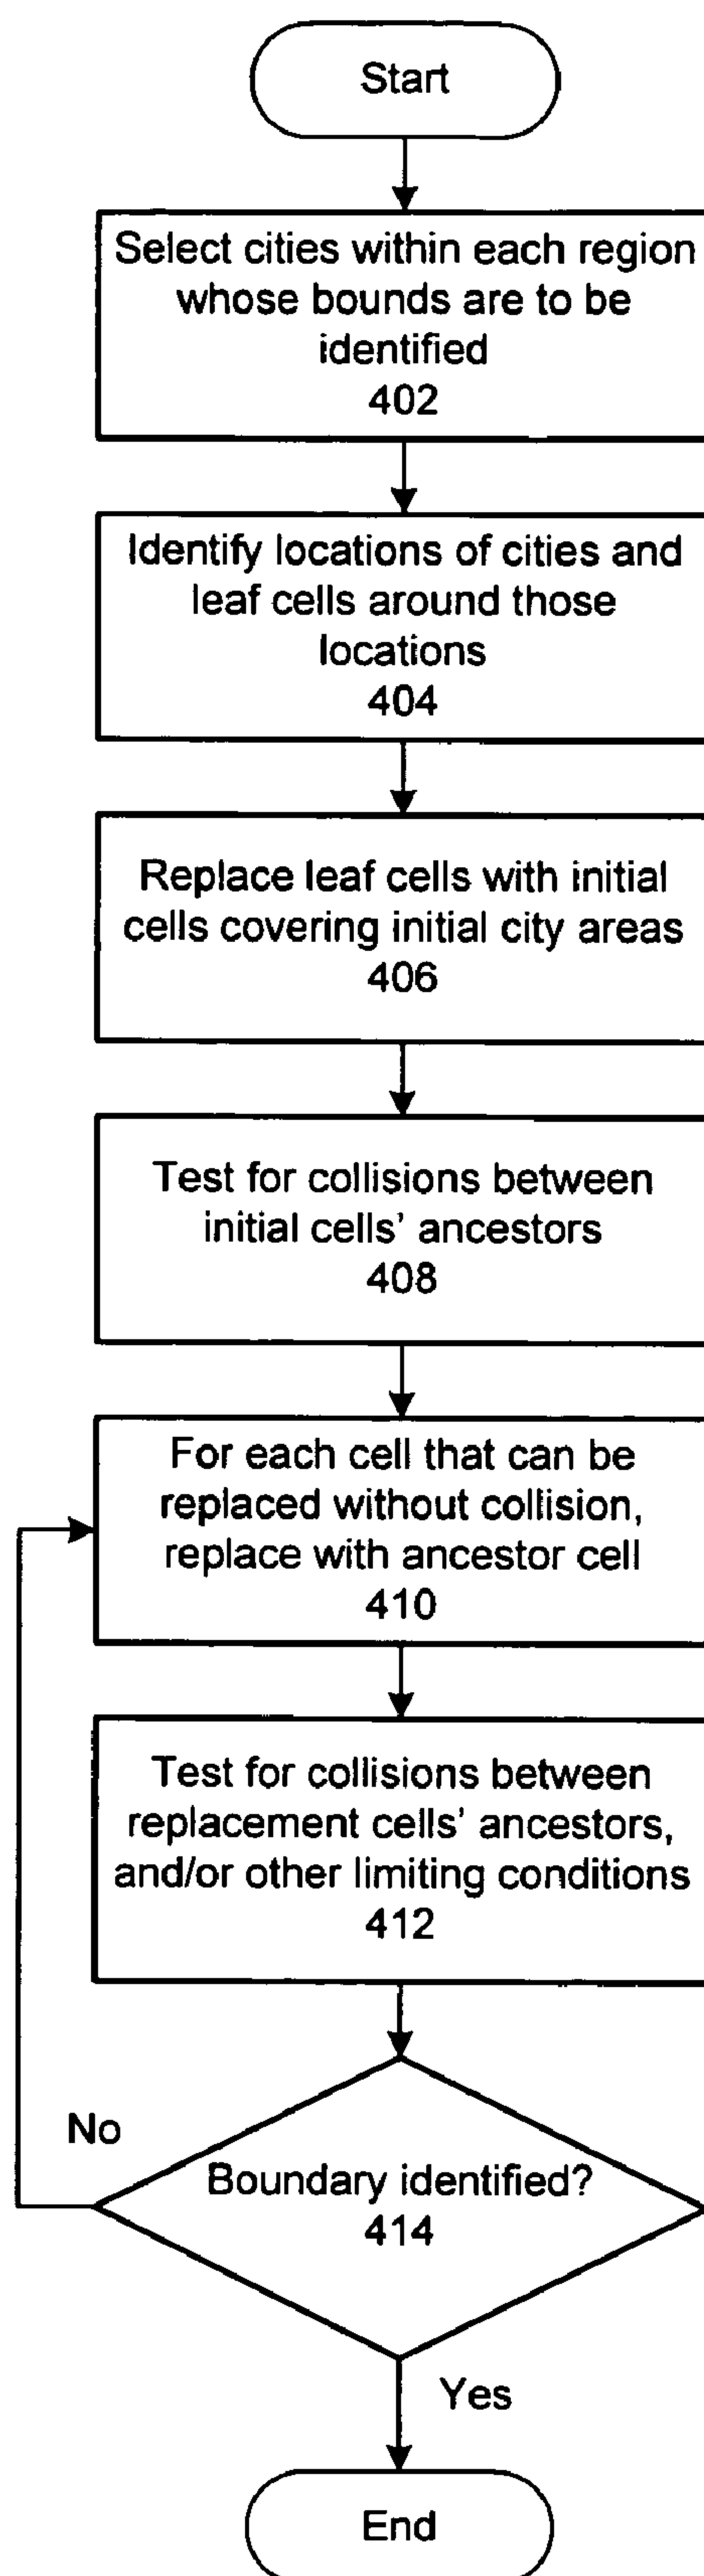 Start
Select cities within each region
whose bounds are to be
identified
402
Identify locations of cities and
leaf cells around those
locations
404
Replace leaf cells with initial
cells covering initial city areas
406
Test for collisions between
initial cells' ancestors
408
For each cell that can be
replaced without collision,
replace with ancestor cell
410
Test for collisions between
replacement cells' ancestors,
and/or other limiting conditions
412
No
Boundary identified?
414
Yes
End